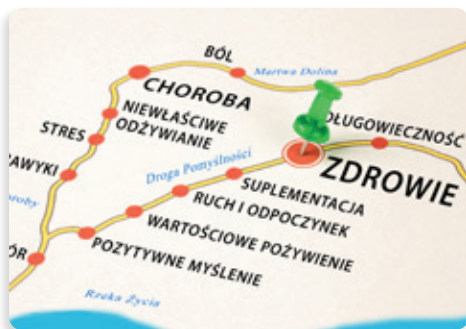 BÓL
Martwa Dolina
CHOROBA
NIEWŁAŚCIWE
ODŻYWIANIE
STRES
DŁUGOWIECZNOŚĆ
ZDROWIE
Droga Pomyślności
SUPLEMENTACJA
RUCH I ODPOCZYNEK
WARTOŚCIOWE POŻYWIENIE
POZYTYWNE MYŚLENIE
Rzeka Życia